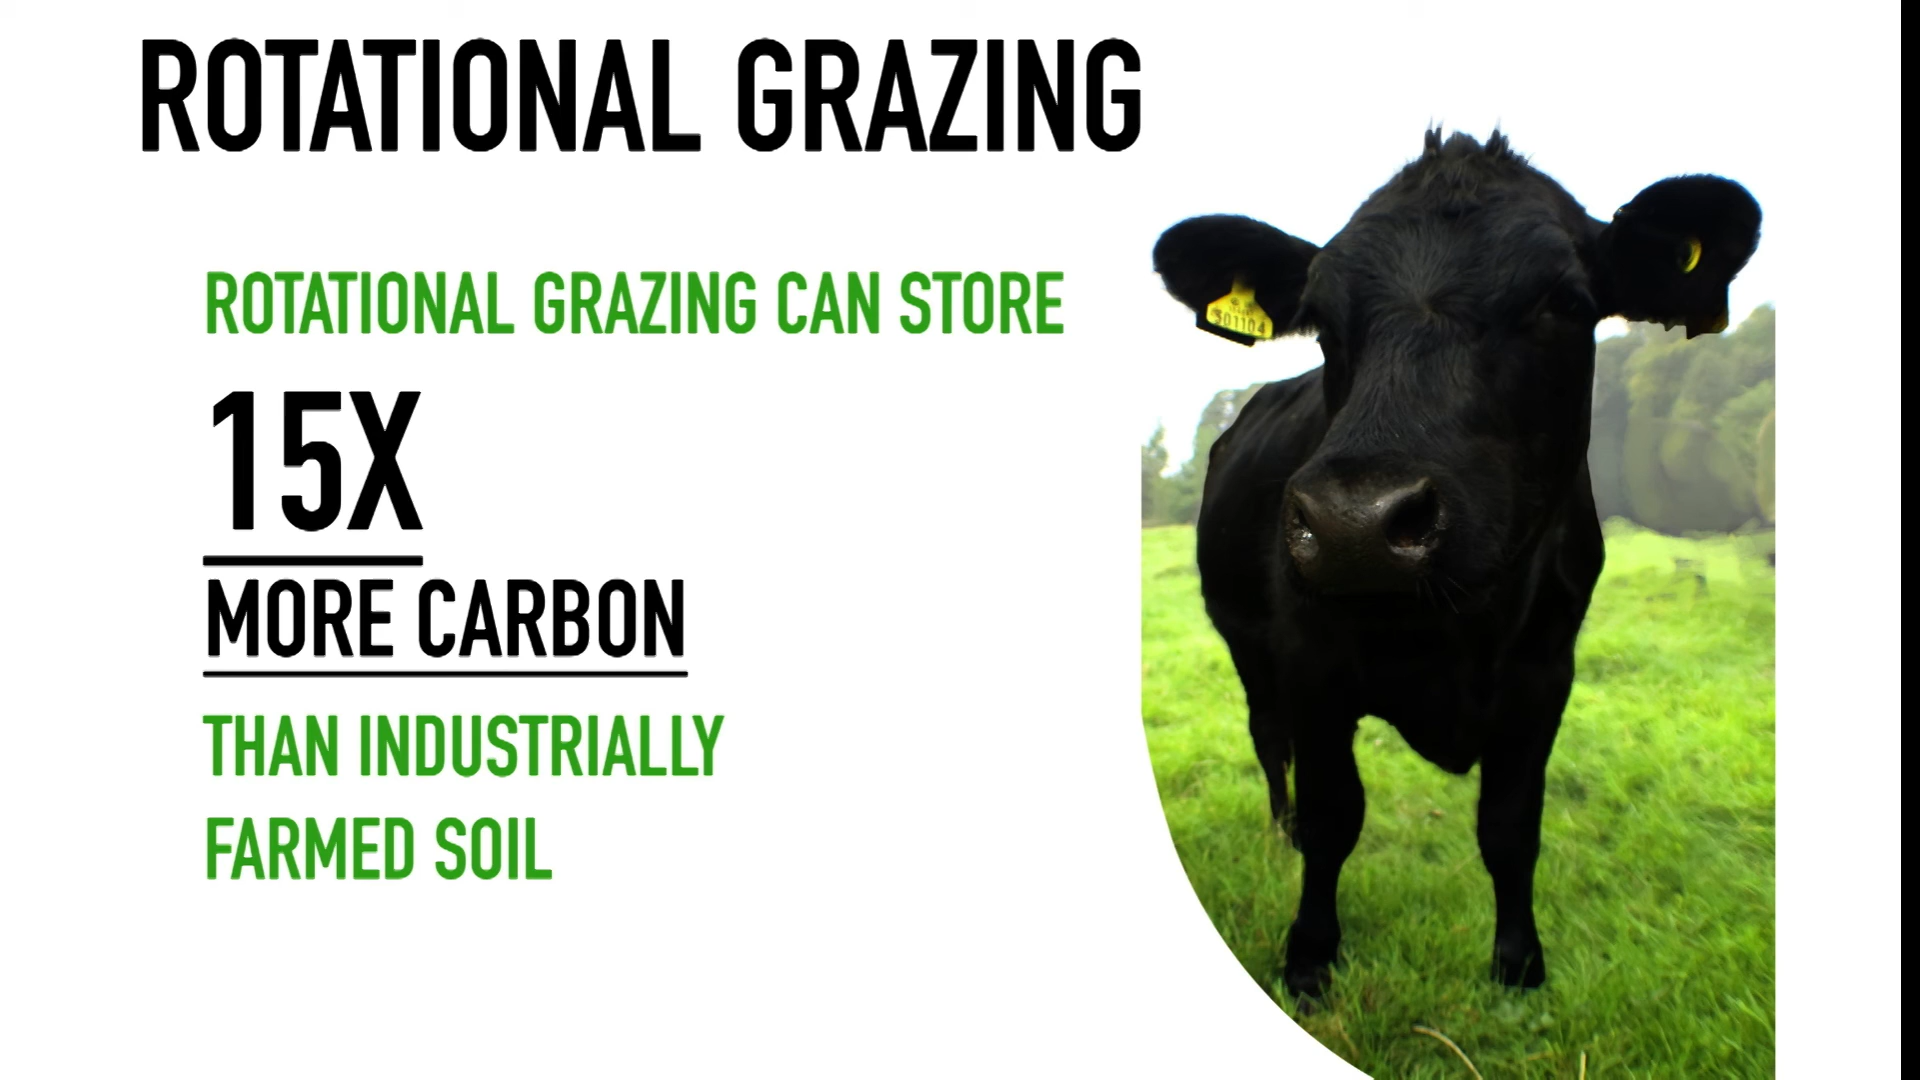 ROTATIONAL GRAZING
ROTATIONAL GRAZING CAN STORE
15X
MORE CARBON
THAN INDUSTRIALLY
FARMED SOIL